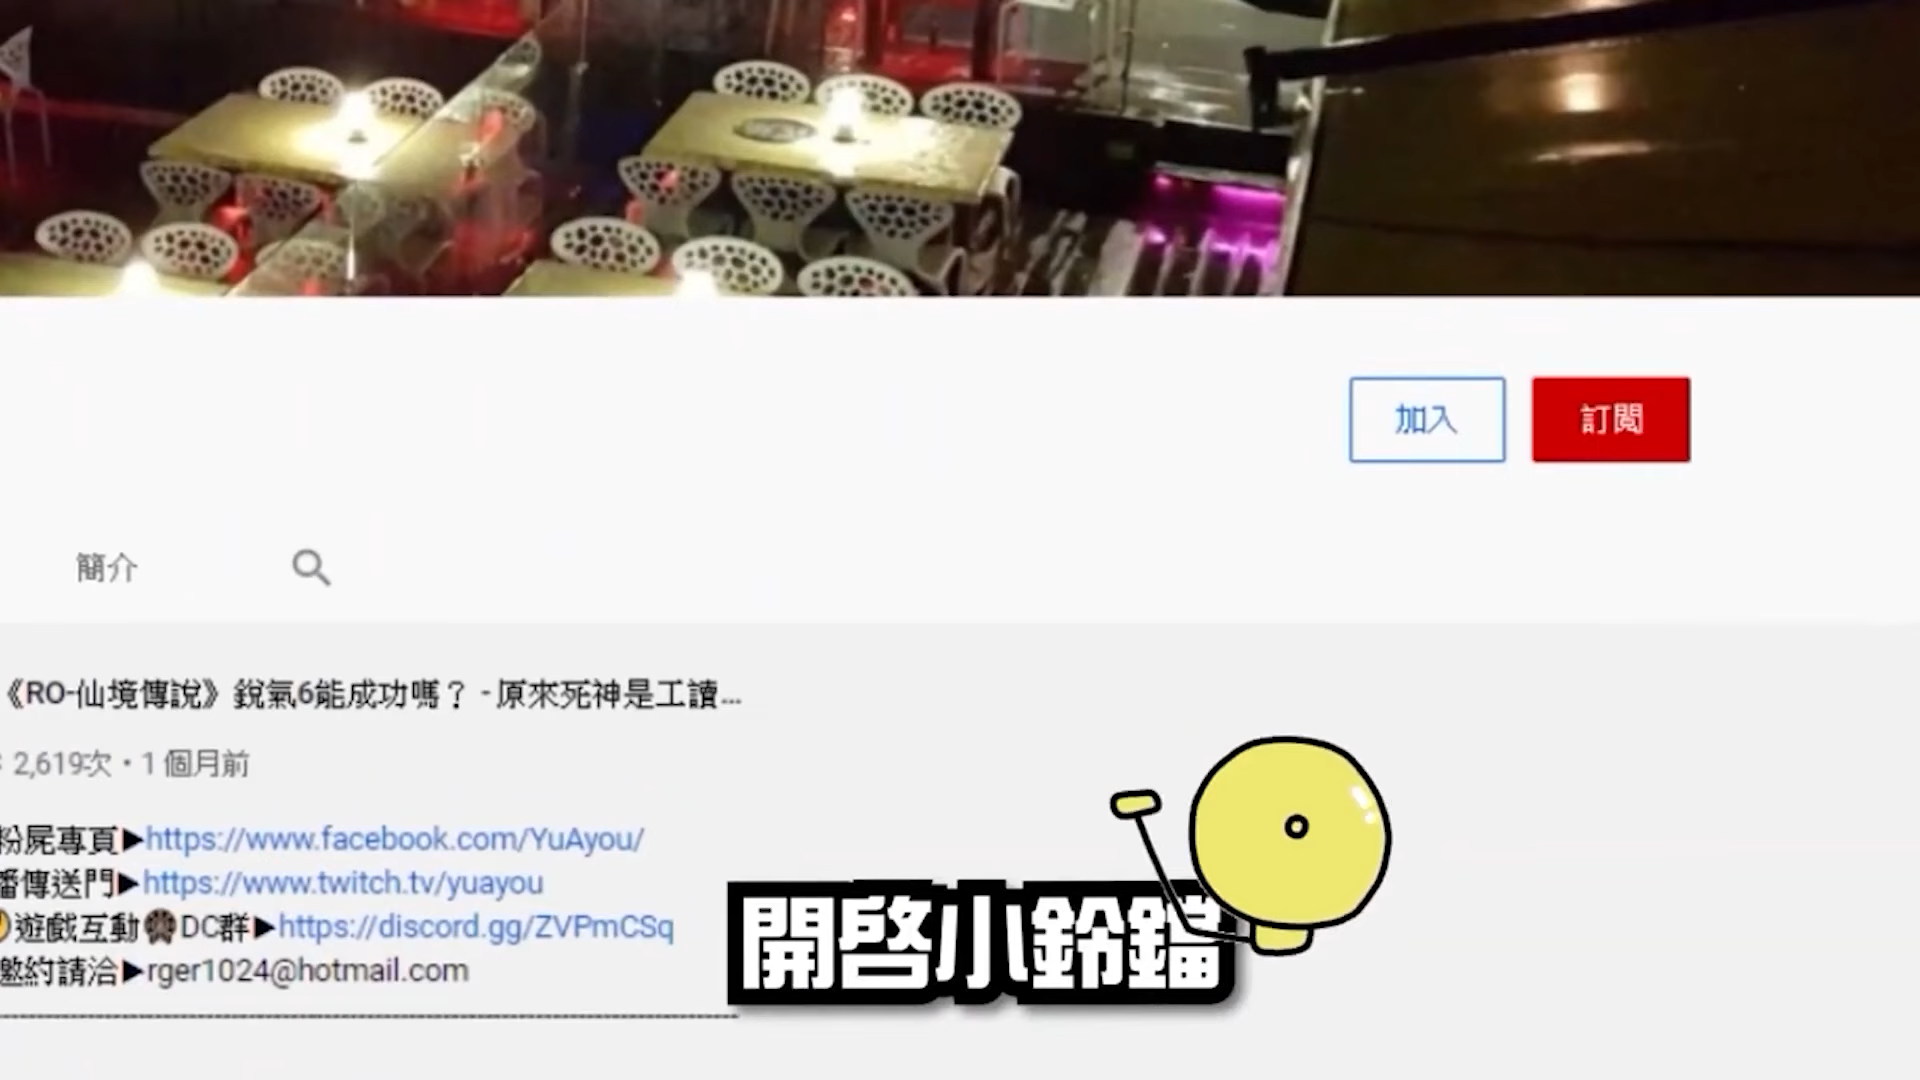 加入
訂閱
簡介
《RO-仙境傳說》銳氣6能成功嗎？ - 原來死神是工讀...
2,619次・1 個月前
粉屍專頁▶https://www.facebook.com/YuAyou/
播傳送門▶https://www.twitch.tv/yuayou
遊戲互動 DC群▶https://discord.gg/ZVPmCSq
邀約請洽▶rger1024@hotmail.com
開啓小鈴鐺